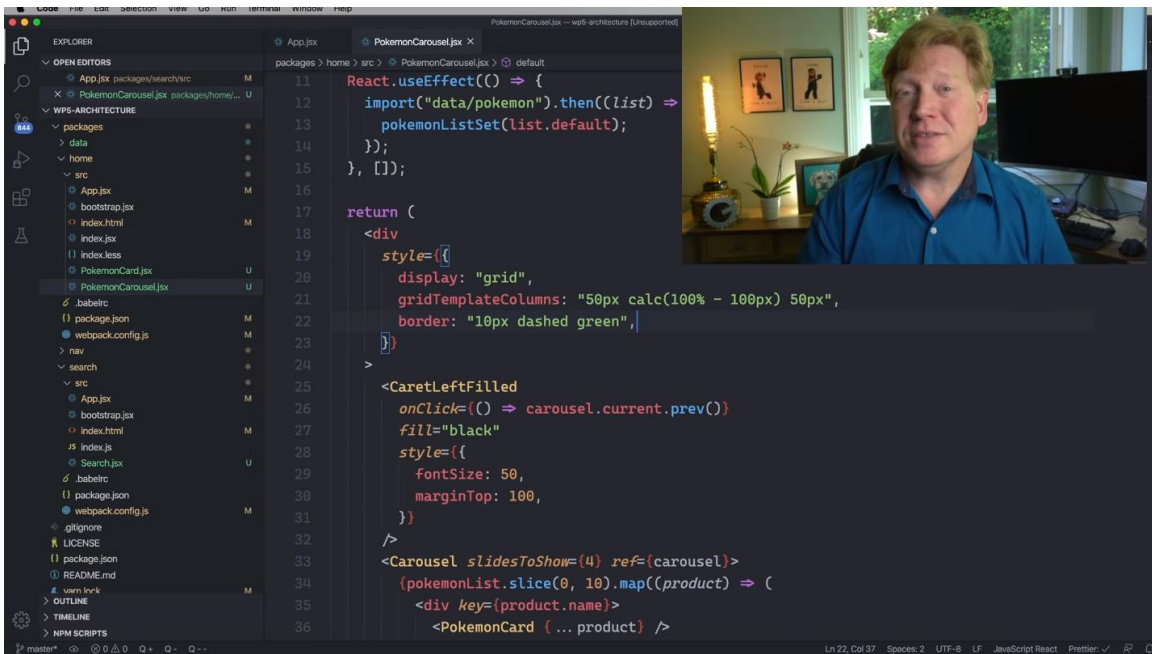 Code File Edit Selection View Go Run Terminal Window Help
PokemonCarousel.jsx — wp5-architecture [Unsupported]
EXPLORER
OPEN EDITORS
App.jsx packages/search/src M
PokemonCarousel.jsx packages/home/... U
WP5-ARCHITECTURE
packages
data
home
src
App.jsx M
bootstrap.jsx
index.html M
index.jsx
index.less
PokemonCard.jsx U
PokemonCarousel.jsx U
.babelrc
package.json M
webpack.config.js M
nav
search
src
App.jsx M
bootstrap.jsx
index.html M
JS index.js
Search.jsx U
.babelrc
package.json
webpack.config.js M
.gitignore
LICENSE
package.json
README.md
yarn.lock M
OUTLINE
TIMELINE
NPM SCRIPTS
844
App.jsx PokemonCarousel.jsx ×
packages > home > src > PokemonCarousel.jsx > default
11 React.useEffect(() ⇒ {
12 import("data/pokemon").then((list) ⇒
13 pokemonListSet(list.default);
14 });
15 }, []);
16
17 return (
18 <div
19 style={{
20 display: "grid",
21 gridTemplateColumns: "50px calc(100% - 100px) 50px",
22 border: "10px dashed green",
23 }}
24 >
25 <CaretLeftFilled
26 onClick={() ⇒ carousel.current.prev()}
27 fill="black"
28 style={{
29 fontSize: 50,
30 marginTop: 100,
31 }}
32 />
33 <Carousel slidesToShow={4} ref={carousel}>
34 {pokemonList.slice(0, 10).map((product) ⇒ (
35 <div key={product.name}>
36 <PokemonCard { ... product} />
master* 0 0 Q+ Q- Q-- Ln 22, Col 37 Spaces: 2 UTF-8 LF JavaScript React Prettier: ✓